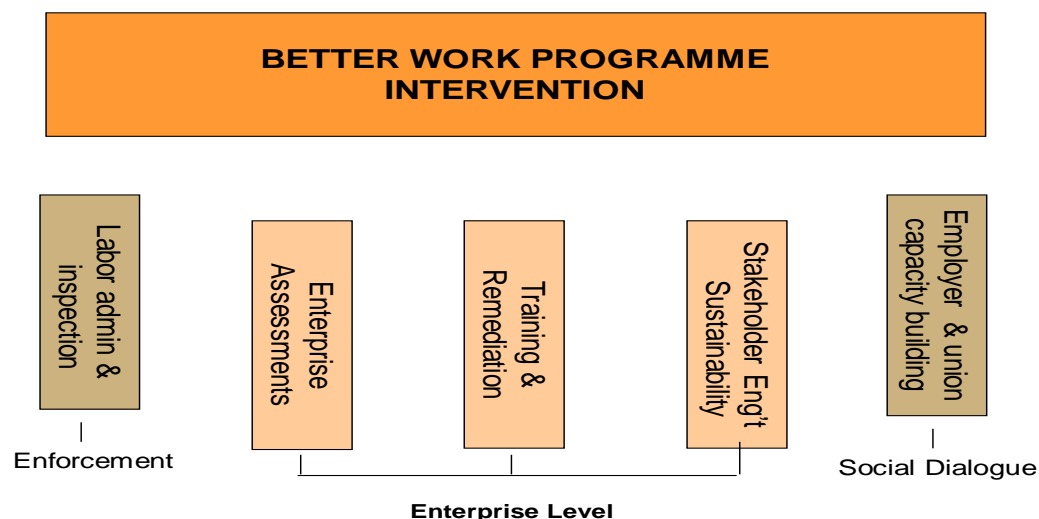 BETTER WORK PROGRAMME
INTERVENTION
Labor admin &
inspection
Enterprise
Assessments
Training &
Remediation
Stakeholder Eng't
Sustainability
Employer & union
capacity building
Enforcement
Social Dialogue
Enterprise Level